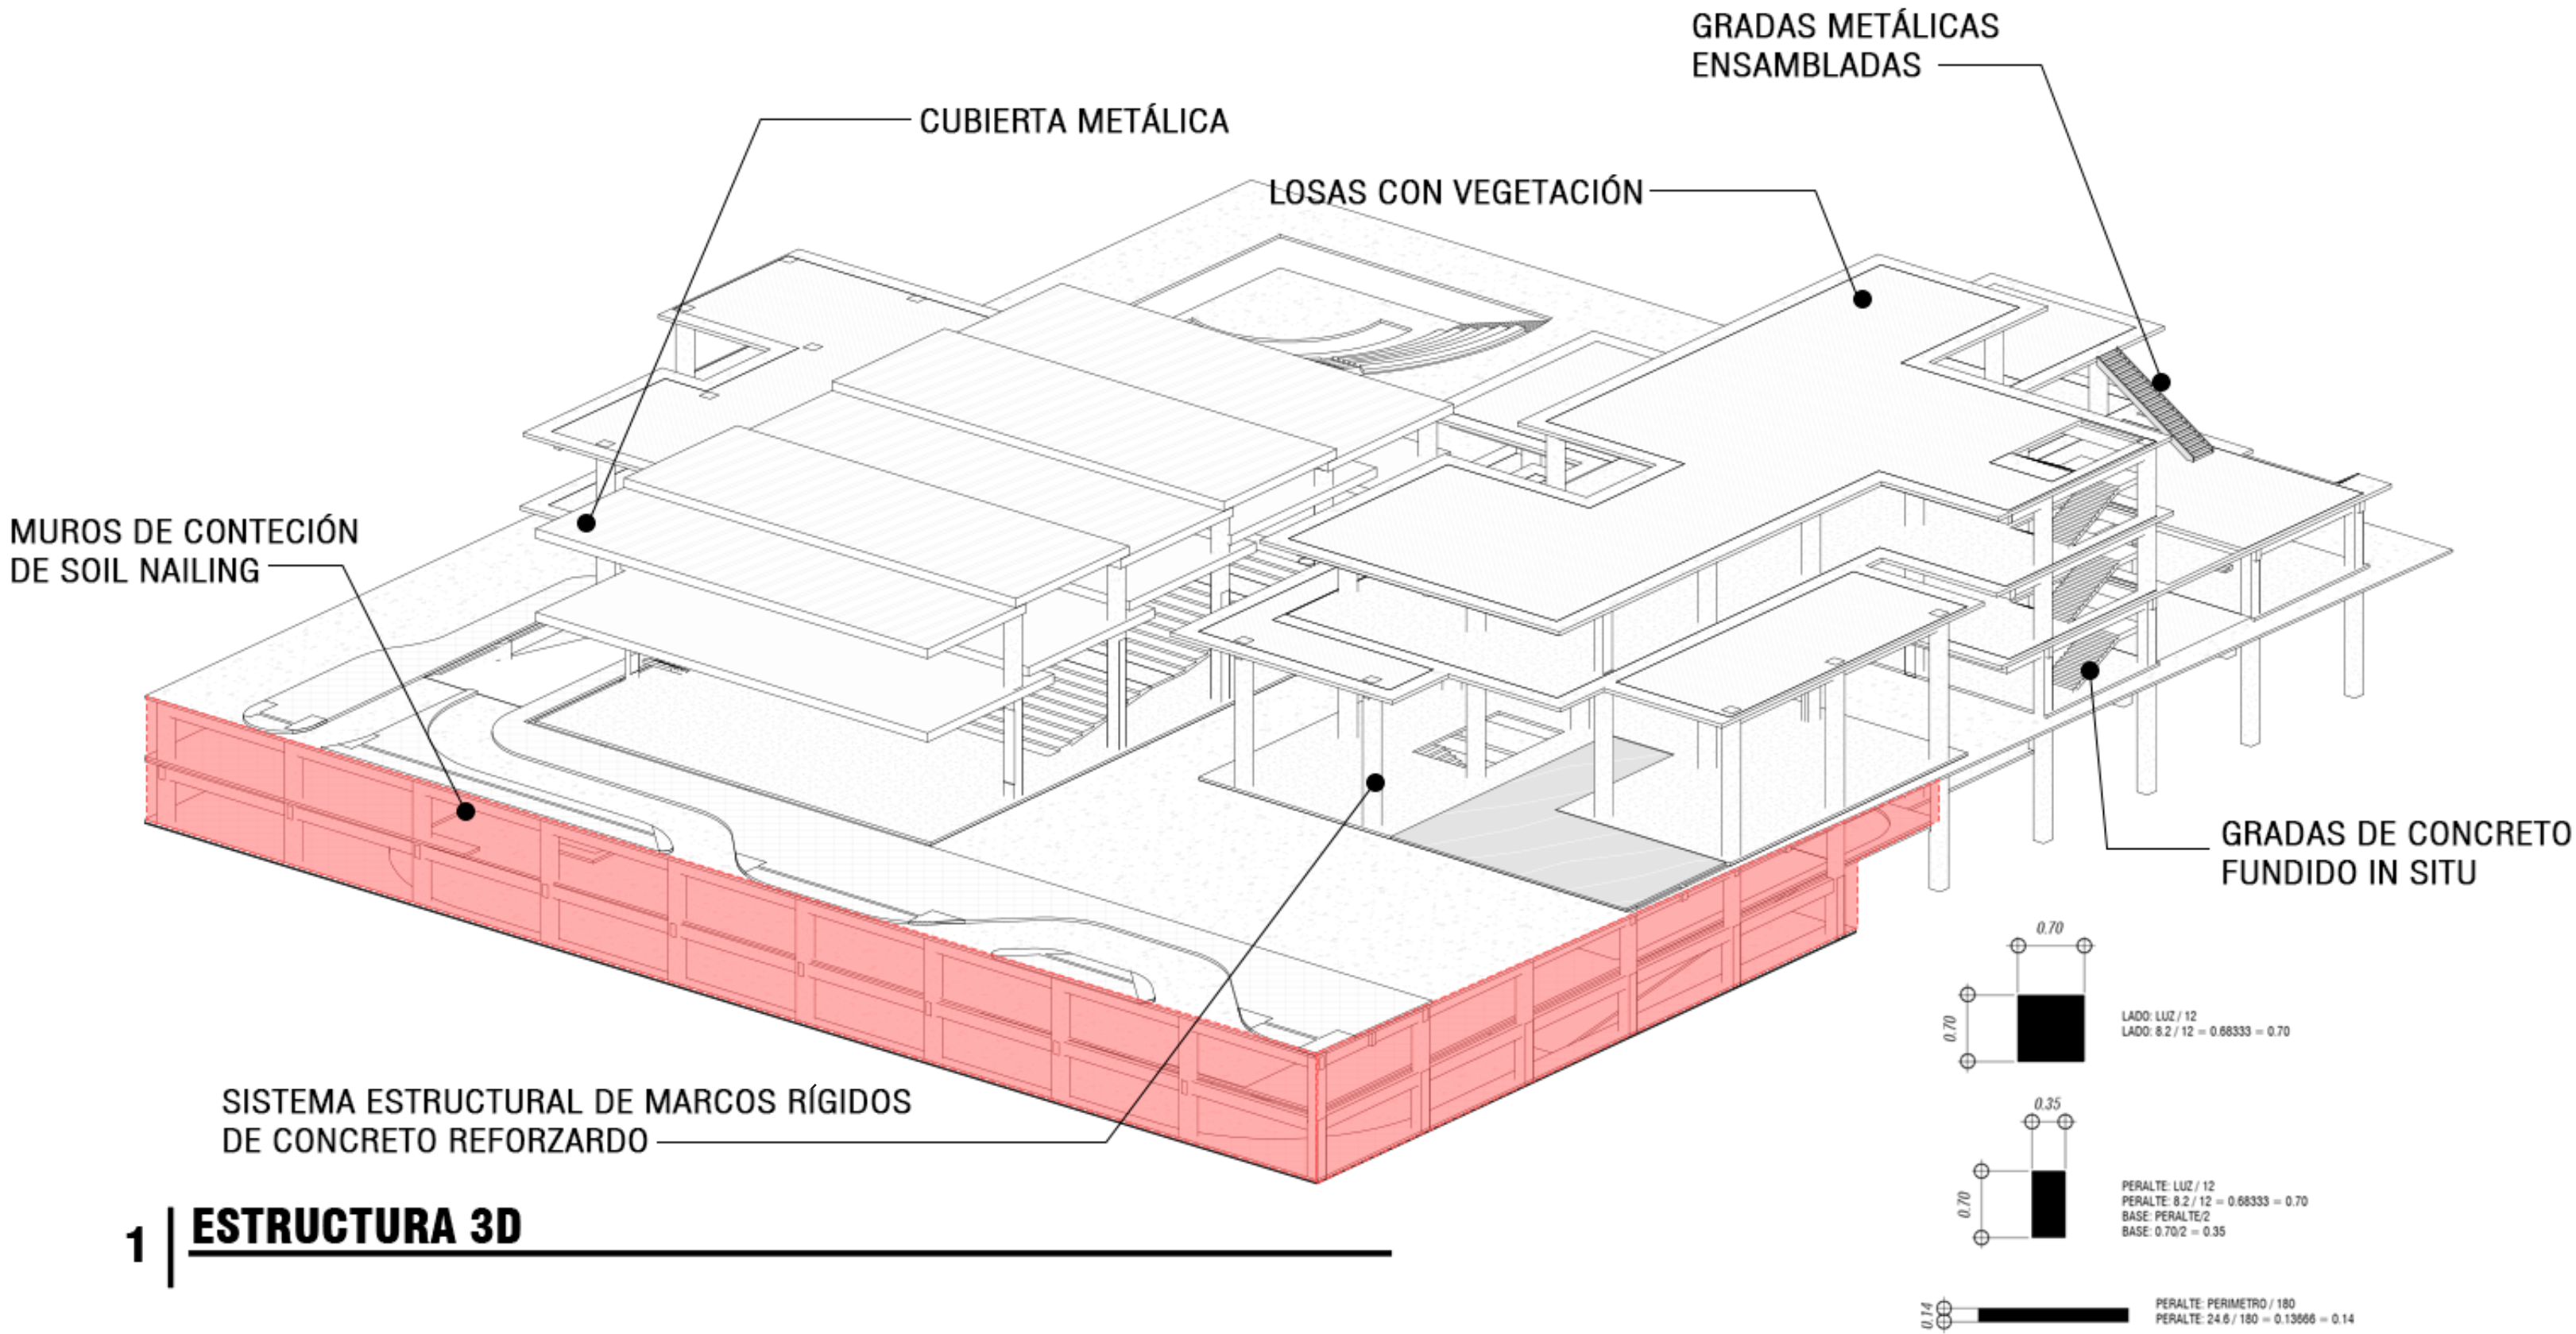 GRADAS METÁLICAS
ENSAMBLADAS
CUBIERTA METÁLICA
LOSAS CON VEGETACIÓN
MUROS DE CONTECIÓN
DE SOIL NAILING
GRADAS DE CONCRETO
FUNDIDO IN SITU
SISTEMA ESTRUCTURAL DE MARCOS RÍGIDOS
DE CONCRETO REFORZARDO
1 ESTRUCTURA 3D
0.70
0.70
LADO: LUZ / 12
LADO: 8.2 / 12 = 0.68333 = 0.70
0.35
0.70
PERALTE: LUZ / 12
PERALTE: 8.2 / 12 = 0.68333 = 0.70
BASE: PERALTE/2
BASE: 0.70/2 = 0.35
0.14
PERALTE: PERIMETRO / 180
PERALTE: 24.6 / 180 = 0.13666 = 0.14